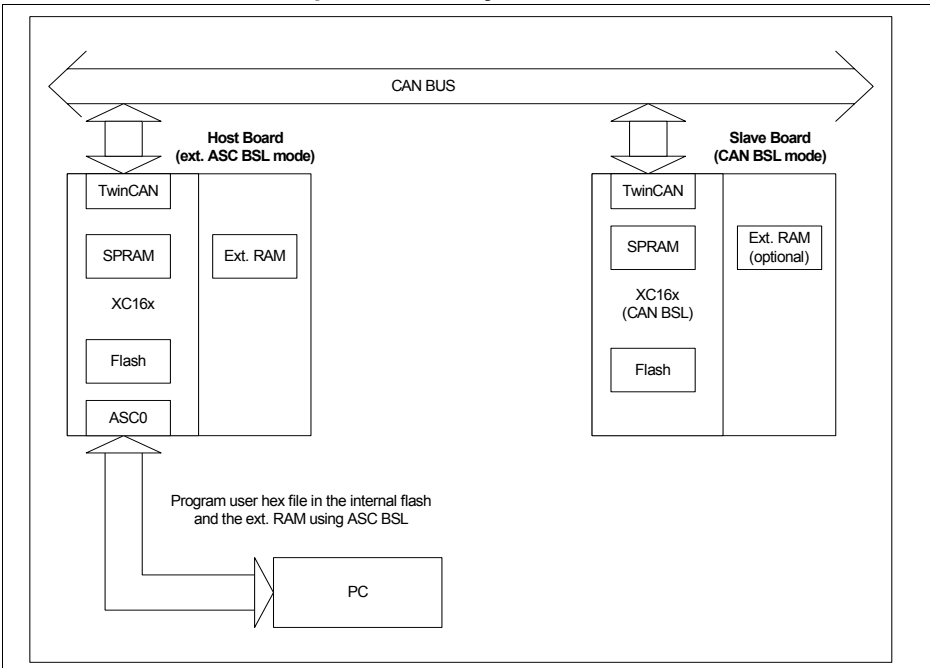 CAN BUS
Host Board
(ext. ASC BSL mode)
TwinCAN
SPRAM
Ext. RAM
XC16x
Flash
ASC0
Slave Board
(CAN BSL mode)
TwinCAN
SPRAM
Ext. RAM
(optional)
XC16x
(CAN BSL)
Flash
Program user hex file in the internal flash
and the ext. RAM using ASC BSL
PC